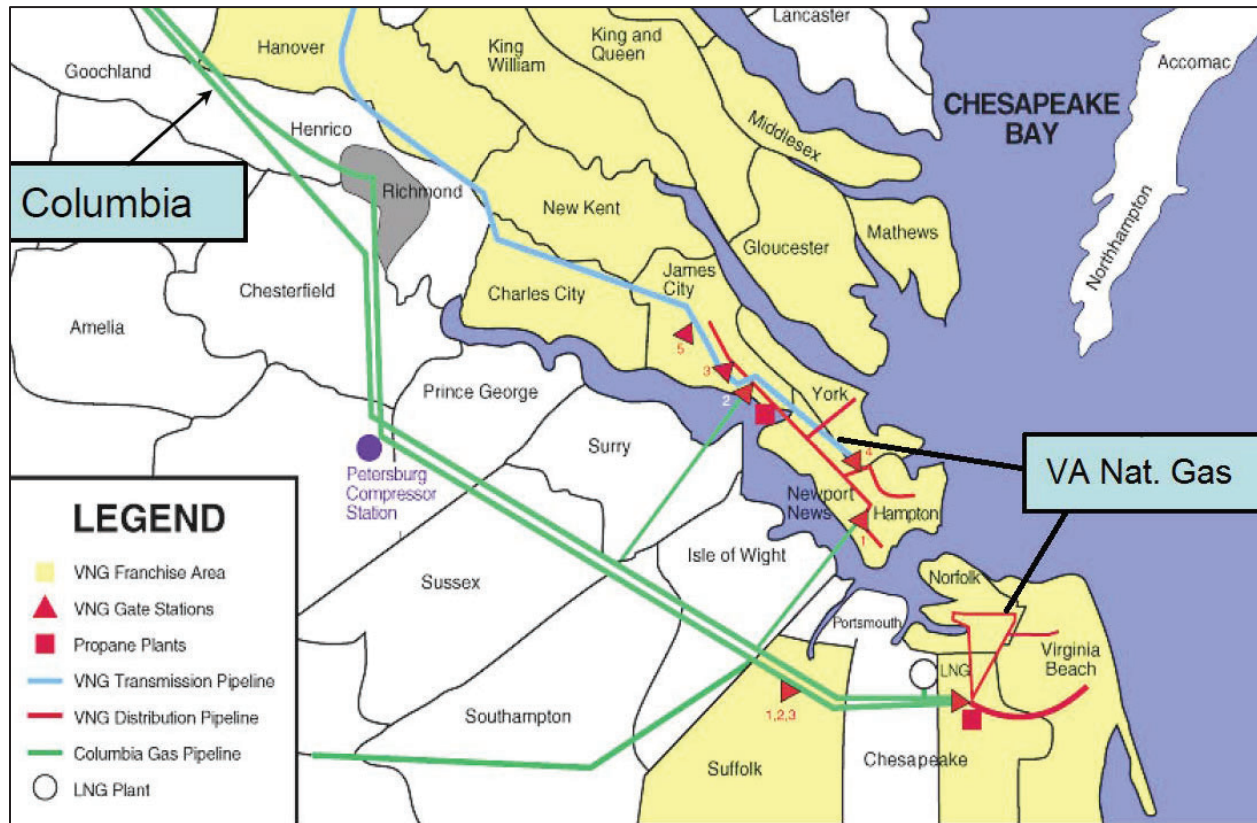 Lancaster
Accomac
Hanover
King
William
King and
Queen
Goochland
CHESAPEAKE
BAY
Henrico
Middlesex
Columbia
Richmond
New Kent
Mathews
Gloucester
Northhampton
James
City
Chesterfield
Charles City
Amelia
5
3
2
York
Prince George
Surry
4
VA Nat. Gas
Petersburg
Compressor
Station
Newport
News
Hampton
1
Isle of Wight
Sussex
Norfolk
Portsmouth
Virginia
Beach
LNG
1,2,3
Southampton
Suffolk
Chesapeake
LEGEND
VNG Franchise Area
VNG Gate Stations
Propane Plants
VNG Transmission Pipeline
VNG Distribution Pipeline
Columbia Gas Pipeline
LNG Plant